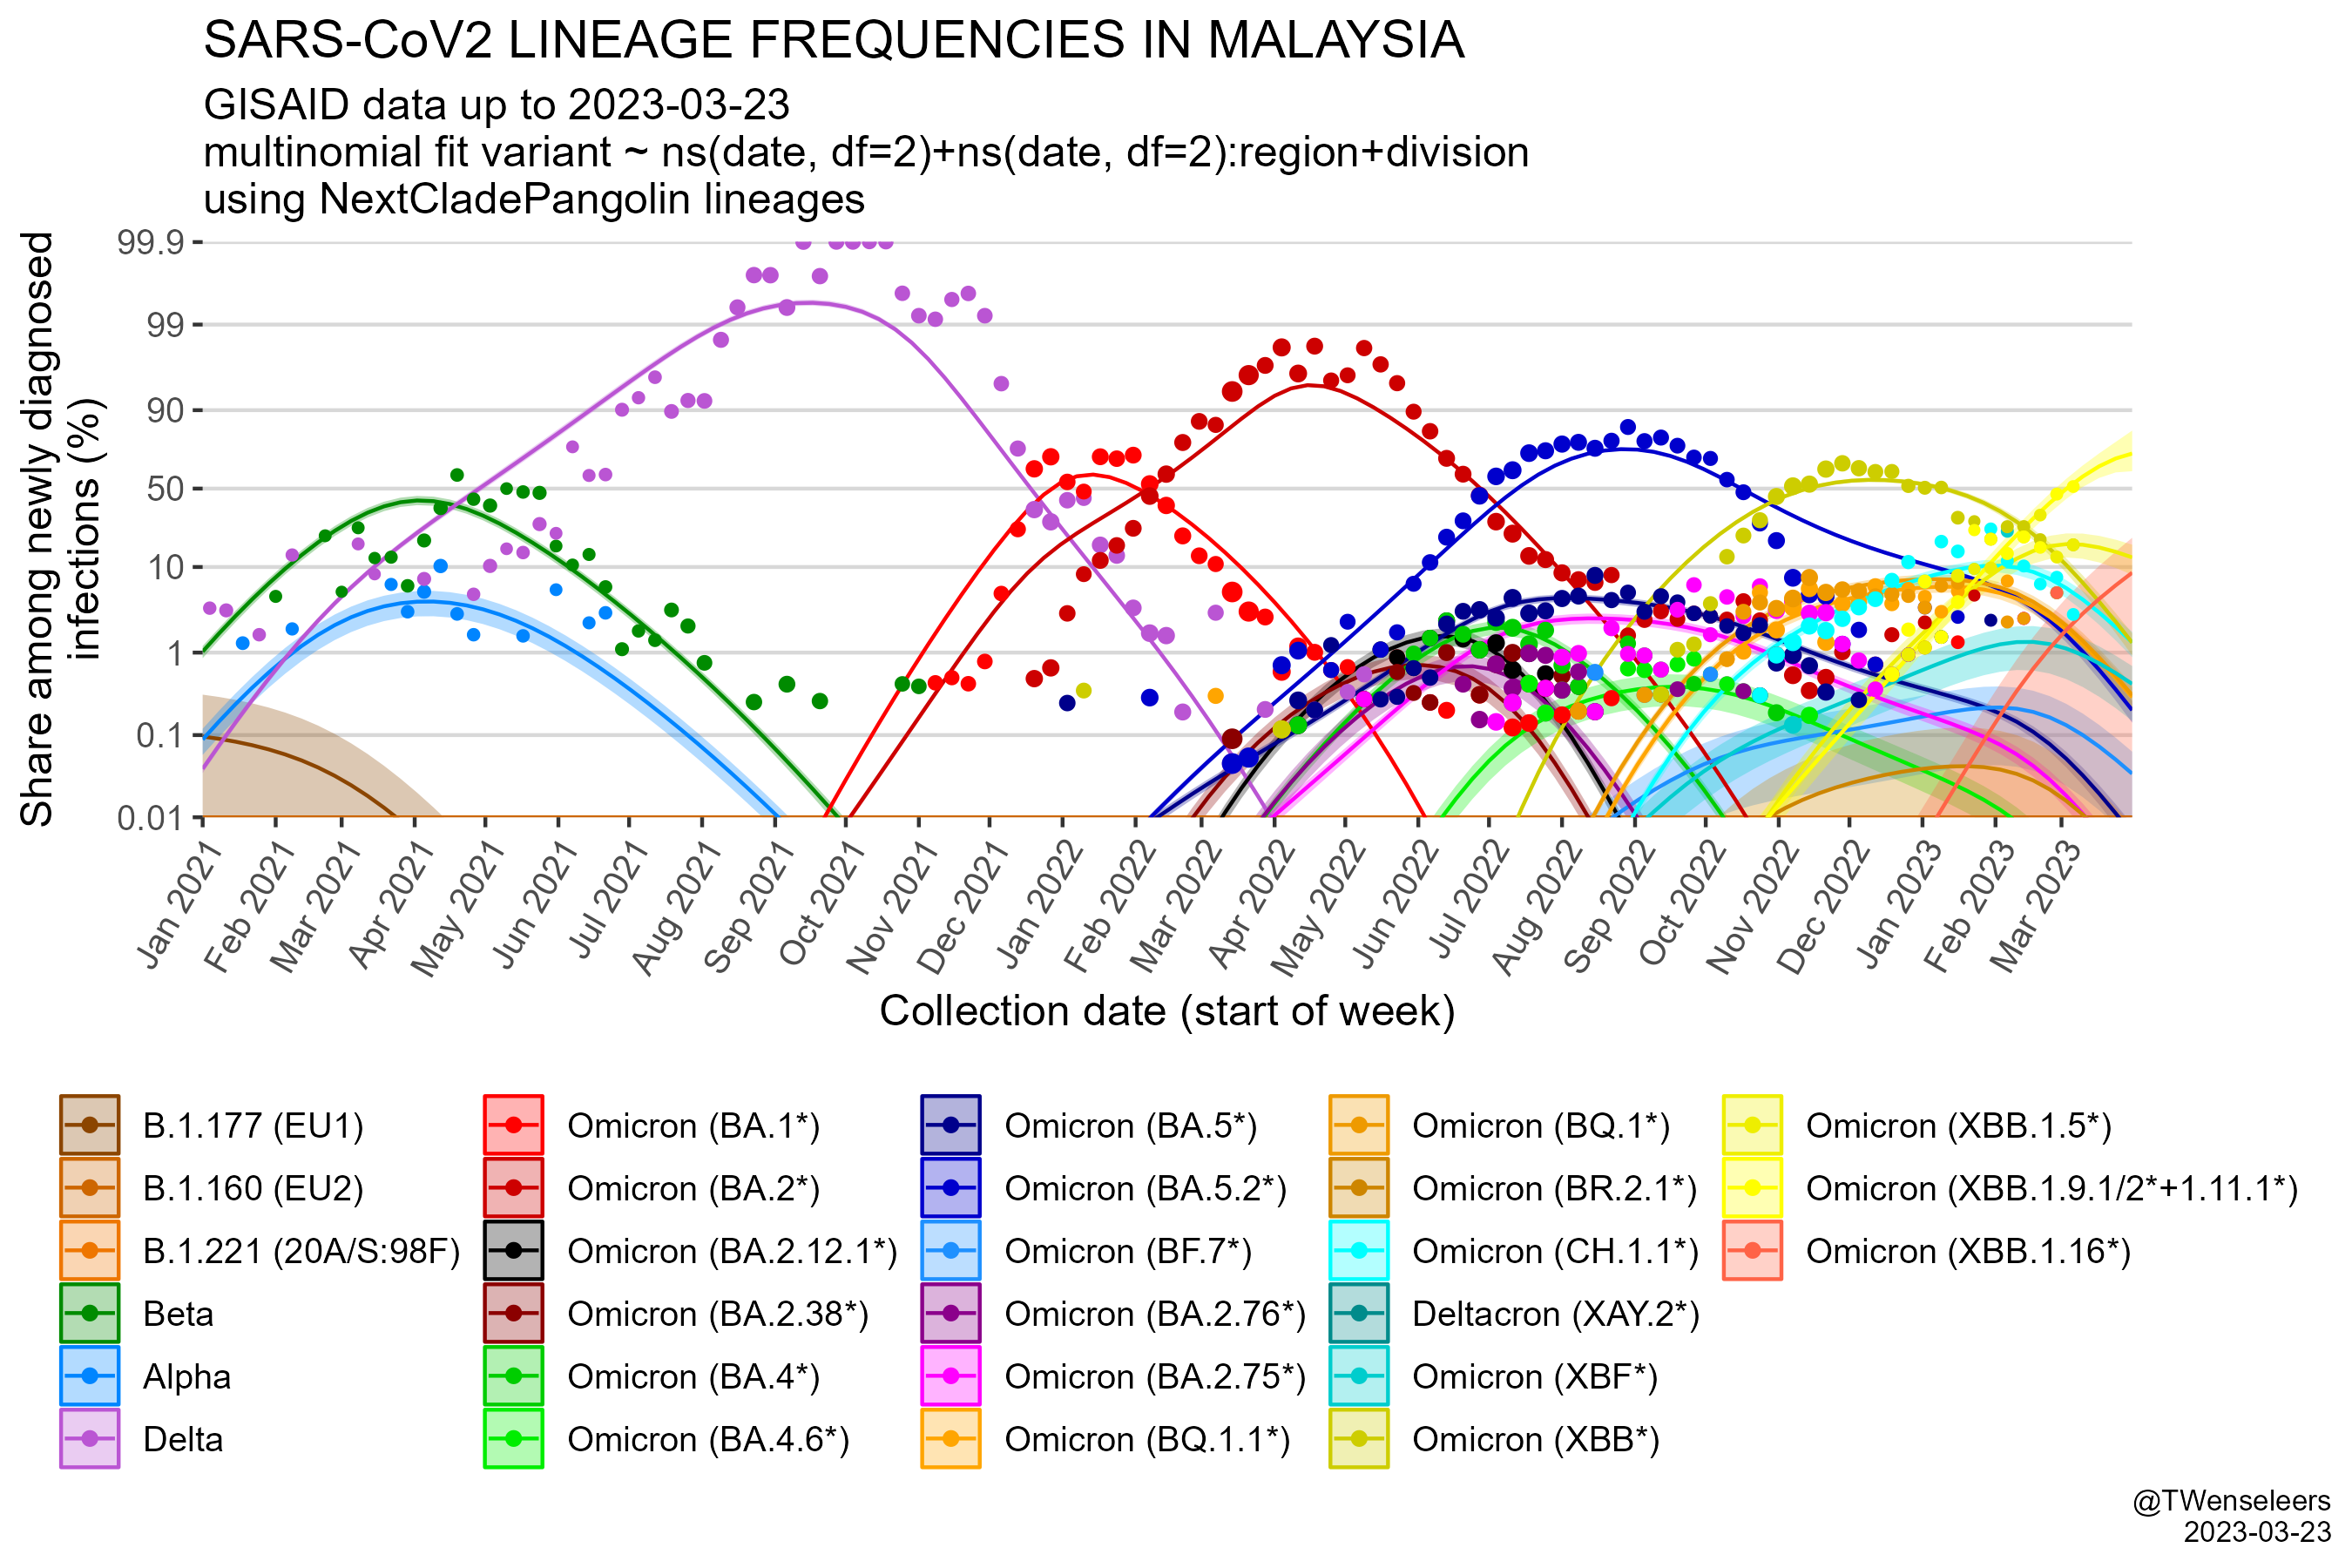 SARS-CoV2 LINEAGE FREQUENCIES IN MALAYSIA
GISAID data up to 2023-03-23
multinomial fit variant ~ ns(date, df=2)+ns(date, df=2):region+division
using NextCladePangolin lineages
Share among newly diagnosed
infections (%)
99.9
99
90
50
10
1
0.1
0.01
Jan 2021
Feb 2021
Mar 2021
Apr 2021
May 2021
Jun 2021
Jul 2021
Aug 2021
Sep 2021
Oct 2021
Nov 2021
Dec 2021
Jan 2022
Feb 2022
Mar 2022
Apr 2022
May 2022
Jun 2022
Jul 2022
Aug 2022
Sep 2022
Oct 2022
Nov 2022
Dec 2022
Jan 2023
Feb 2023
Mar 2023
Collection date (start of week)
B.1.177 (EU1)
B.1.160 (EU2)
B.1.221 (20A/S:98F)
Beta
Alpha
Delta
Omicron (BA.1*)
Omicron (BA.2*)
Omicron (BA.2.12.1*)
Omicron (BA.2.38*)
Omicron (BA.4*)
Omicron (BA.4.6*)
Omicron (BA.5*)
Omicron (BA.5.2*)
Omicron (BF.7*)
Omicron (BA.2.76*)
Omicron (BA.2.75*)
Omicron (BQ.1.1*)
Omicron (BQ.1*)
Omicron (BR.2.1*)
Omicron (CH.1.1*)
Deltacron (XAY.2*)
Omicron (XBF*)
Omicron (XBB*)
Omicron (XBB.1.5*)
Omicron (XBB.1.9.1/2*+1.11.1*)
Omicron (XBB.1.16*)
@TWenseleers
2023-03-23